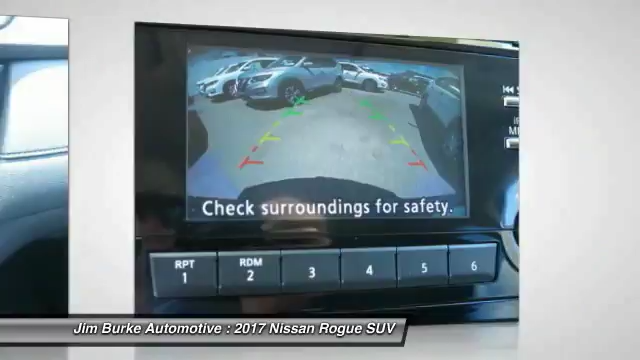 Check surroundings for safety.
RPT RDM
1 2 3 4 5 6
Jim Burke Automotive : 2017 Nissan Rogue SUV